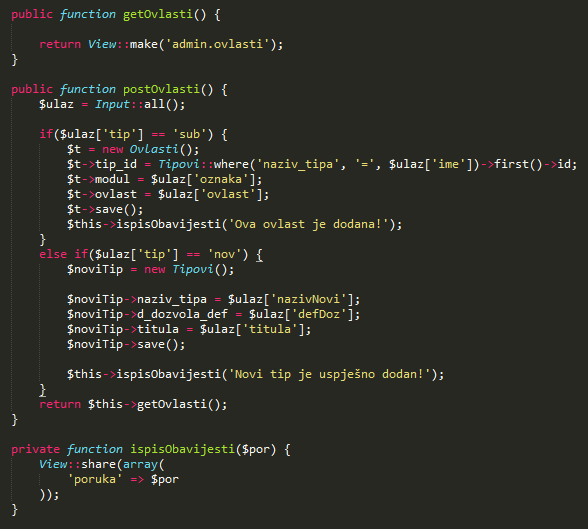 public function getOvlasti() {
return View::make('admin.ovlasti');
}
public function postOvlasti() {
$ulaz = Input::all();
if($ulaz['tip'] == 'sub') {
$t = new Ovlasti();
$t->tip_id = Tipovi::where('naziv_tipa', '=', $ulaz['ime'])->first()->id;
$t->modul = $ulaz['oznaka'];
$t->ovlast = $ulaz['ovlast'];
$t->save();
$this->ispisObavijesti('Ova ovlast je dodana!');
}
else if($ulaz['tip'] == 'nov') {
$noviTip = new Tipovi();
$noviTip->naziv_tipa = $ulaz['nazivNovi'];
$noviTip->d_dozvola_def = $ulaz['defDoz'];
$noviTip->titula = $ulaz['titula'];
$noviTip->save();
$this->ispisObavijesti('Novi tip je uspješno dodan!');
}
return $this->getOvlasti();
}
private function ispisObavijesti($por) {
View::share(array(
'poruka' => $por
));
}